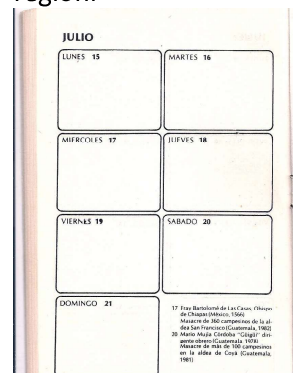 region.
JULIO
LUNES 15
MARTES 16
MIERCOLES 17
JUEVES 18
VIERNES 19
SABADO 20
DOMINGO 21
17 Fray Bartolomé de Las Casas, Obispo
de Chiapas (México, 1566)
Masacre de 360 campesinos de la al-
dea San Francisco (Guatemala, 1982)
20 Mario Mujía Córdoba "Güigüi" diri-
gente obrero (Guatemala 1978)
Masacre de más de 100 campesinos
en la aldea de Coyá (Guatemala,
1981)